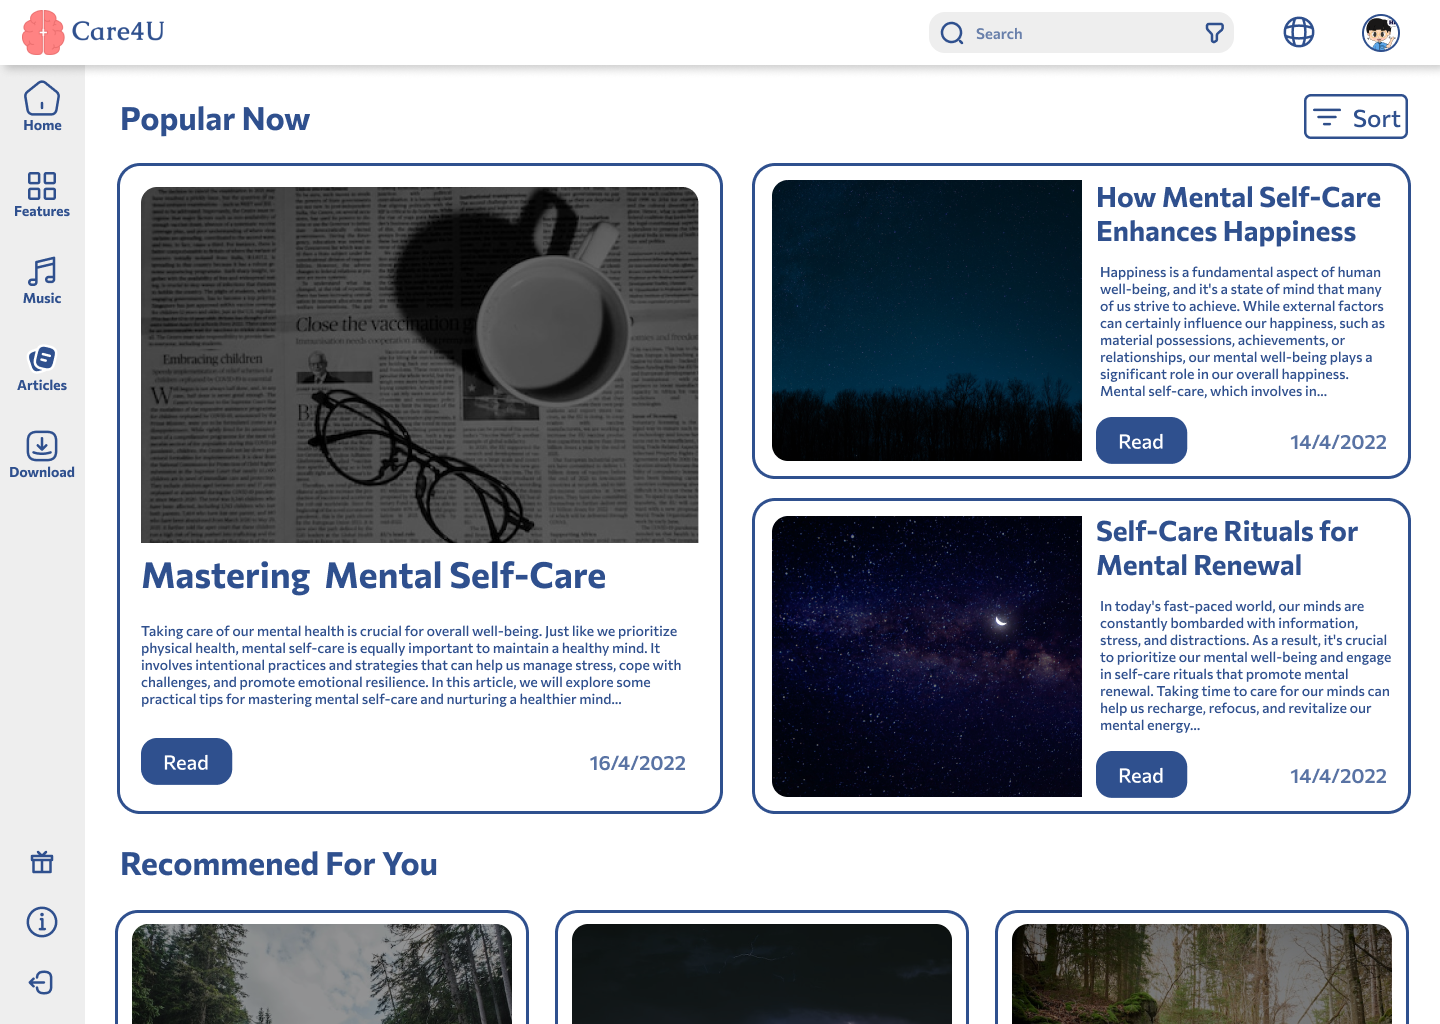 Care4U
Search
Home
Features
Music
Articles
Download
Popular Now
Sort
Close the vaccination
Embracing children
Mastering  Mental Self-Care
Taking care of our mental health is crucial for overall well-being. Just like we prioritize
physical health, mental self-care is equally important to maintain a healthy mind. It
involves intentional practices and strategies that can help us manage stress, cope with
challenges, and promote emotional resilience. In this article, we will explore some
practical tips for mastering mental self-care and nurturing a healthier mind...
Read
16/4/2022
How Mental Self-Care
Enhances Happiness
Happiness is a fundamental aspect of human
well-being, and it's a state of mind that many
of us strive to achieve. While external factors
can certainly influence our happiness, such as
material possessions, achievements, or
relationships, our mental well-being plays a
significant role in our overall happiness.
Mental self-care, which involves in...
Read
14/4/2022
Self-Care Rituals for
Mental Renewal
In today's fast-paced world, our minds are
constantly bombarded with information,
stress, and distractions. As a result, it's crucial
to prioritize our mental well-being and engage
in self-care rituals that promote mental
renewal. Taking time to care for our minds can
help us recharge, refocus, and revitalize our
mental energy...
Read
14/4/2022
Recommened For You